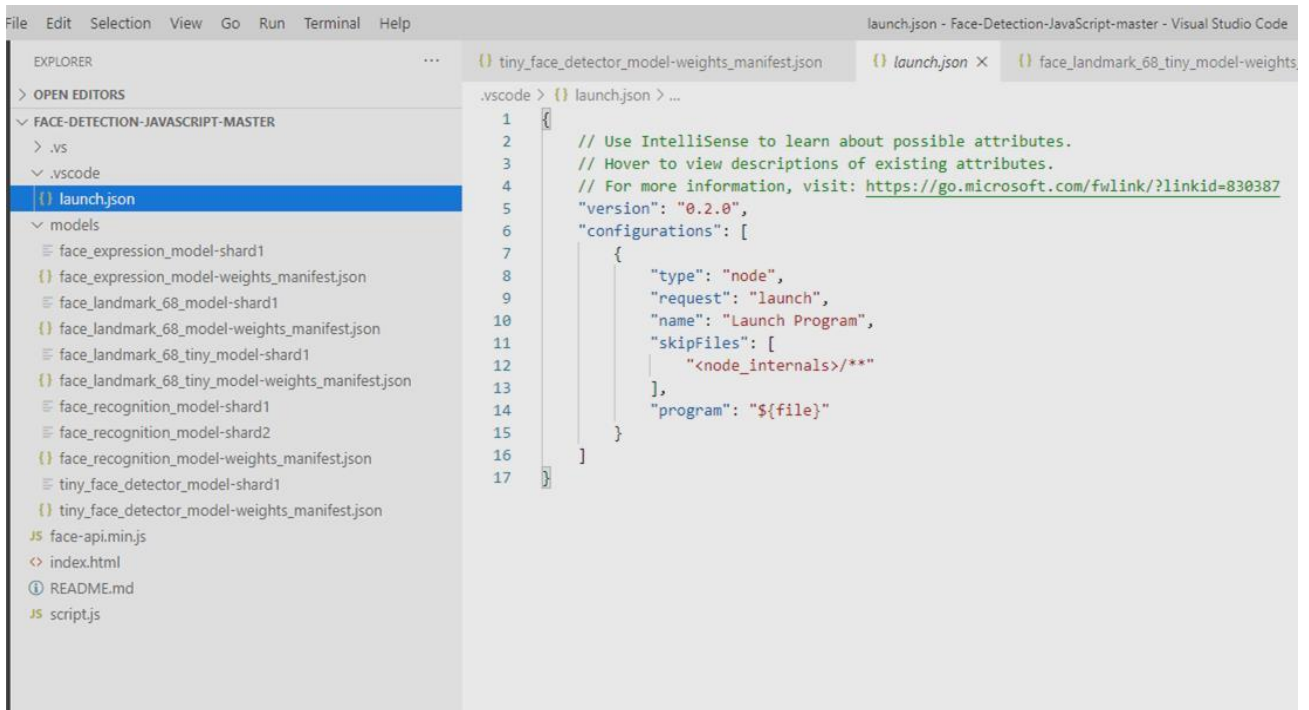 File Edit Selection View Go Run Terminal Help
launch.json - Face-Detection-JavaScript-master - Visual Studio Code
EXPLORER ...
> OPEN EDITORS
FACE-DETECTION-JAVASCRIPT-MASTER
> .vs
.vscode
{} launch.json
models
face_expression_model-shard1
{} face_expression_model-weights_manifest.json
face_landmark_68_model-shard1
{} face_landmark_68_model-weights_manifest.json
face_landmark_68_tiny_model-shard1
{} face_landmark_68_tiny_model-weights_manifest.json
face_recognition_model-shard1
face_recognition_model-shard2
{} face_recognition_model-weights_manifest.json
tiny_face_detector_model-shard1
{} tiny_face_detector_model-weights_manifest.json
JS face-api.min.js
<> index.html
README.md
JS script.js
{} tiny_face_detector_model-weights_manifest.json {} launch.json × {} face_landmark_68_tiny_model-weights_
.vscode > {} launch.json > ...
1 {
2 // Use IntelliSense to learn about possible attributes.
3 // Hover to view descriptions of existing attributes.
4 // For more information, visit: https://go.microsoft.com/fwlink/?linkid=830387
5 "version": "0.2.0",
6 "configurations": [
7 {
8 "type": "node",
9 "request": "launch",
10 "name": "Launch Program",
11 "skipFiles": [
12 "<node_internals>/**"
13 ],
14 "program": "${file}"
15 }
16 ]
17 }